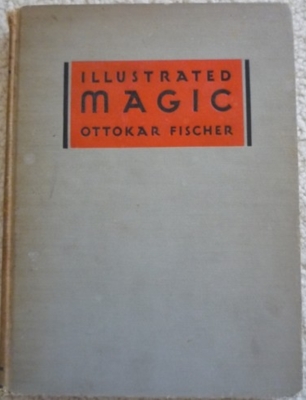 ILLUSTRATED
MAGIC
OTTOKAR FISCHER